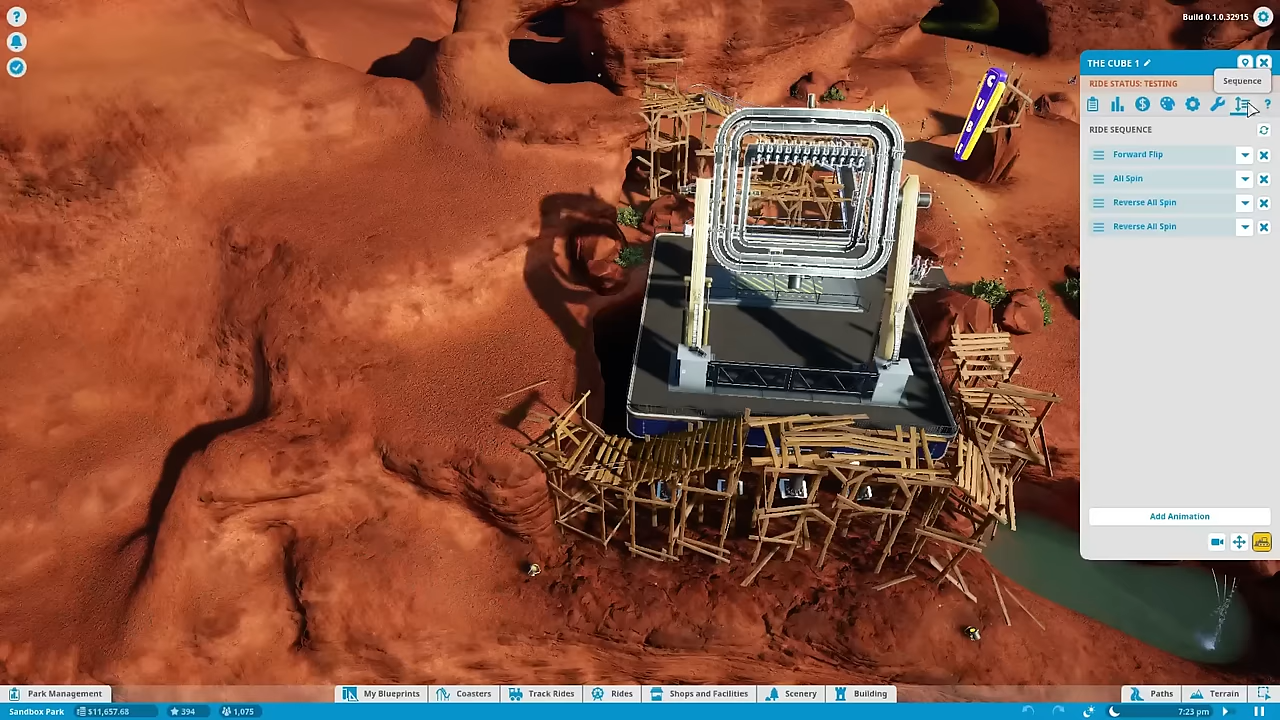 Build 0.1.0.32915
THE CUBE 1
Sequence
RIDE STATUS: TESTING
RIDE SEQUENCE
Forward Flip
All Spin
Reverse All Spin
Reverse All Spin
Add Animation
CUBE
Park Management
My Blueprints
Coasters
Track Rides
Rides
Shops and Facilities
Scenery
Building
Paths
Terrain
Sandbox Park
$11,657.68
394
1,075
7:23 pm